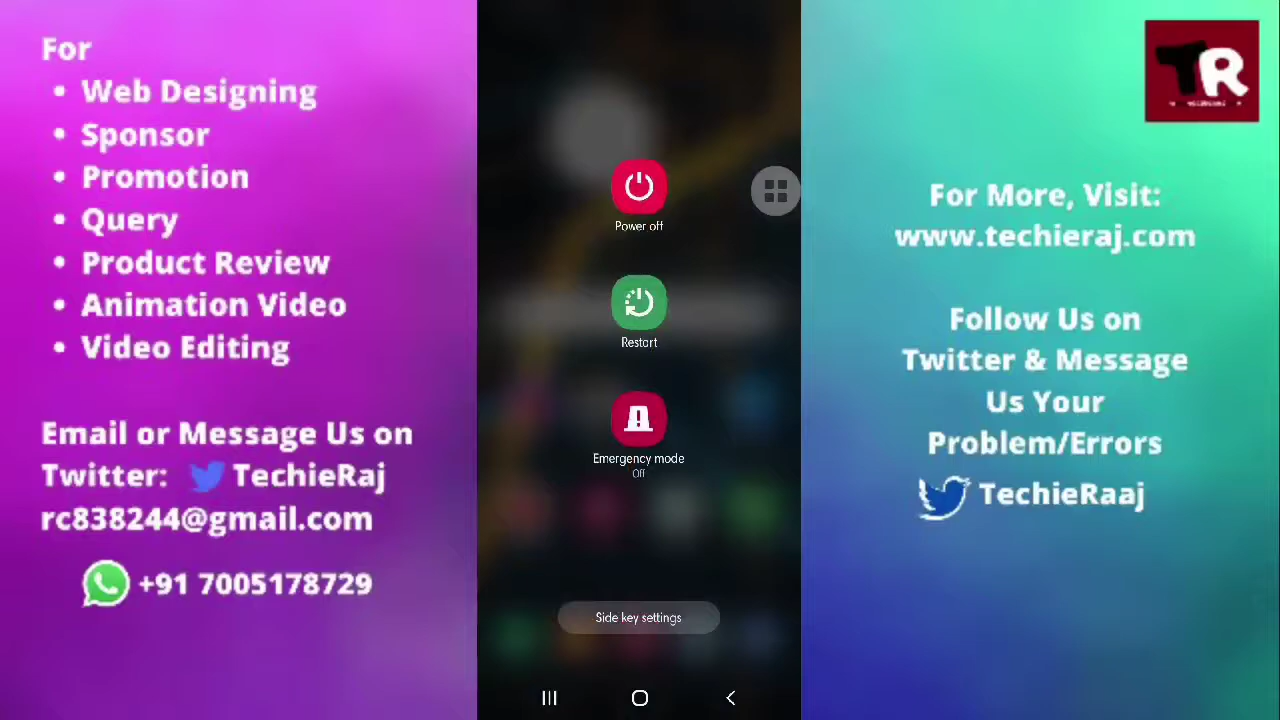 For
• Web Designing
• Sponsor
• Promotion
• Query
• Product Review
• Animation Video
• Video Editing
Email or Message Us on
Twitter: TechieRaj
rc838244@gmail.com
+91 7005178729
Power off
Restart
Emergency mode
Off
Side key settings
TR
For More, Visit:
www.techieraj.com
Follow Us on
Twitter & Message
Us Your
Problem/Errors
TechieRaaj